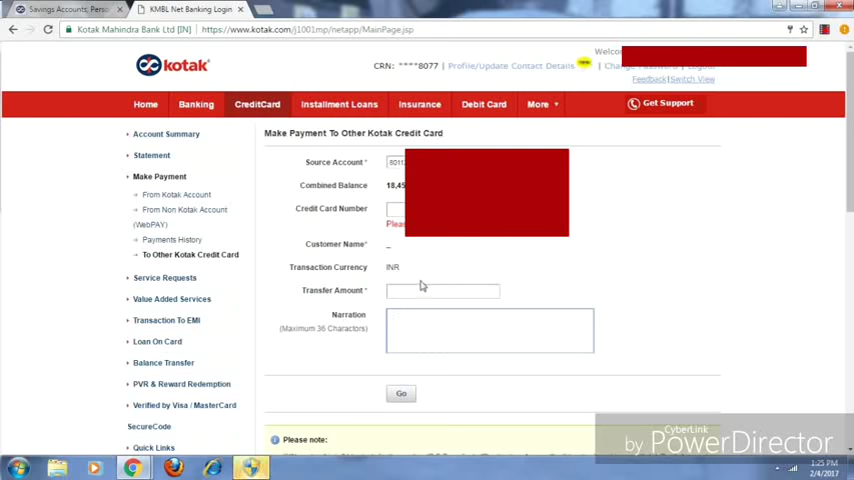 Savings Accounts, Perso
KMBL Net Banking Login
Kotak Mahindra Bank Ltd [IN]
https://www.kotak.com/j1001mp/netapp/MainPage.jsp
kotak
Welco
CRN: ****8077 | Profile/Update Contact Details
new
Feedback|Switch View
Home
Banking
CreditCard
Installment Loans
Insurance
Debit Card
More
Get Support
Account Summary
Statement
Make Payment
From Kotak Account
From Non Kotak Account
(WebPAY)
Payments History
To Other Kotak Credit Card
Service Requests
Value Added Services
Transaction To EMI
Loan On Card
Balance Transfer
PVR & Reward Redemption
Verified by Visa / MasterCard
SecureCode
Quick Links
Make Payment To Other Kotak Credit Card
Source Account *
Combined Balance 18,45
Credit Card Number
Pleas
Customer Name* _
Transaction Currency INR
Transfer Amount *
Narration
(Maximum 36 Characters)
Go
Please note:
CyberLink
by PowerDirector
1:25 PM
2/4/2017